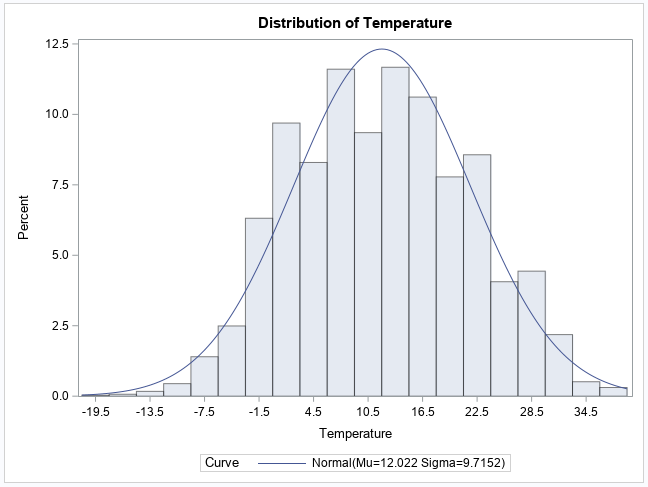 Distribution of Temperature
12.5
10.0
7.5
5.0
2.5
0.0
Percent
-19.5 -13.5 -7.5 -1.5 4.5 10.5 16.5 22.5 28.5 34.5
Temperature
Curve Normal(Mu=12.022 Sigma=9.7152)